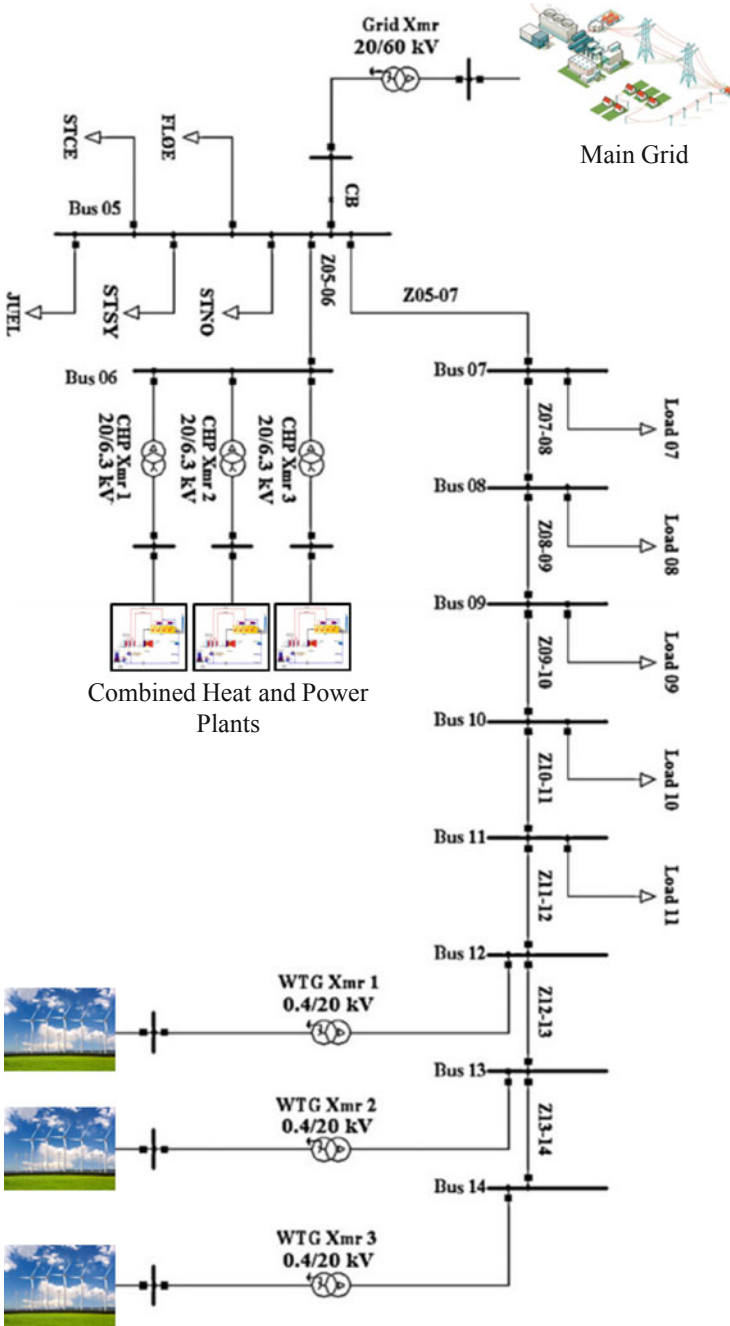 Grid Xmr
20/60 kV
Main Grid
STCE
FLØE
CB
Bus 05
JUEL
STSY
STNO
Z05-06
Z05-07
Bus 06
Bus 07
Load 07
CHP Xmr 1
20/6.3 kV
CHP Xmr 2
20/6.3 kV
CHP Xmr 3
20/6.3 kV
Z07-08
Bus 08
Load 08
Z08-09
Bus 09
Load 09
Combined Heat and Power
Plants
Z09-10
Bus 10
Load 10
Z10-11
Bus 11
Load 11
Z11-12
Bus 12
WTG Xmr 1
0.4/20 kV
Z12-13
Bus 13
WTG Xmr 2
0.4/20 kV
Z13-14
Bus 14
WTG Xmr 3
0.4/20 kV